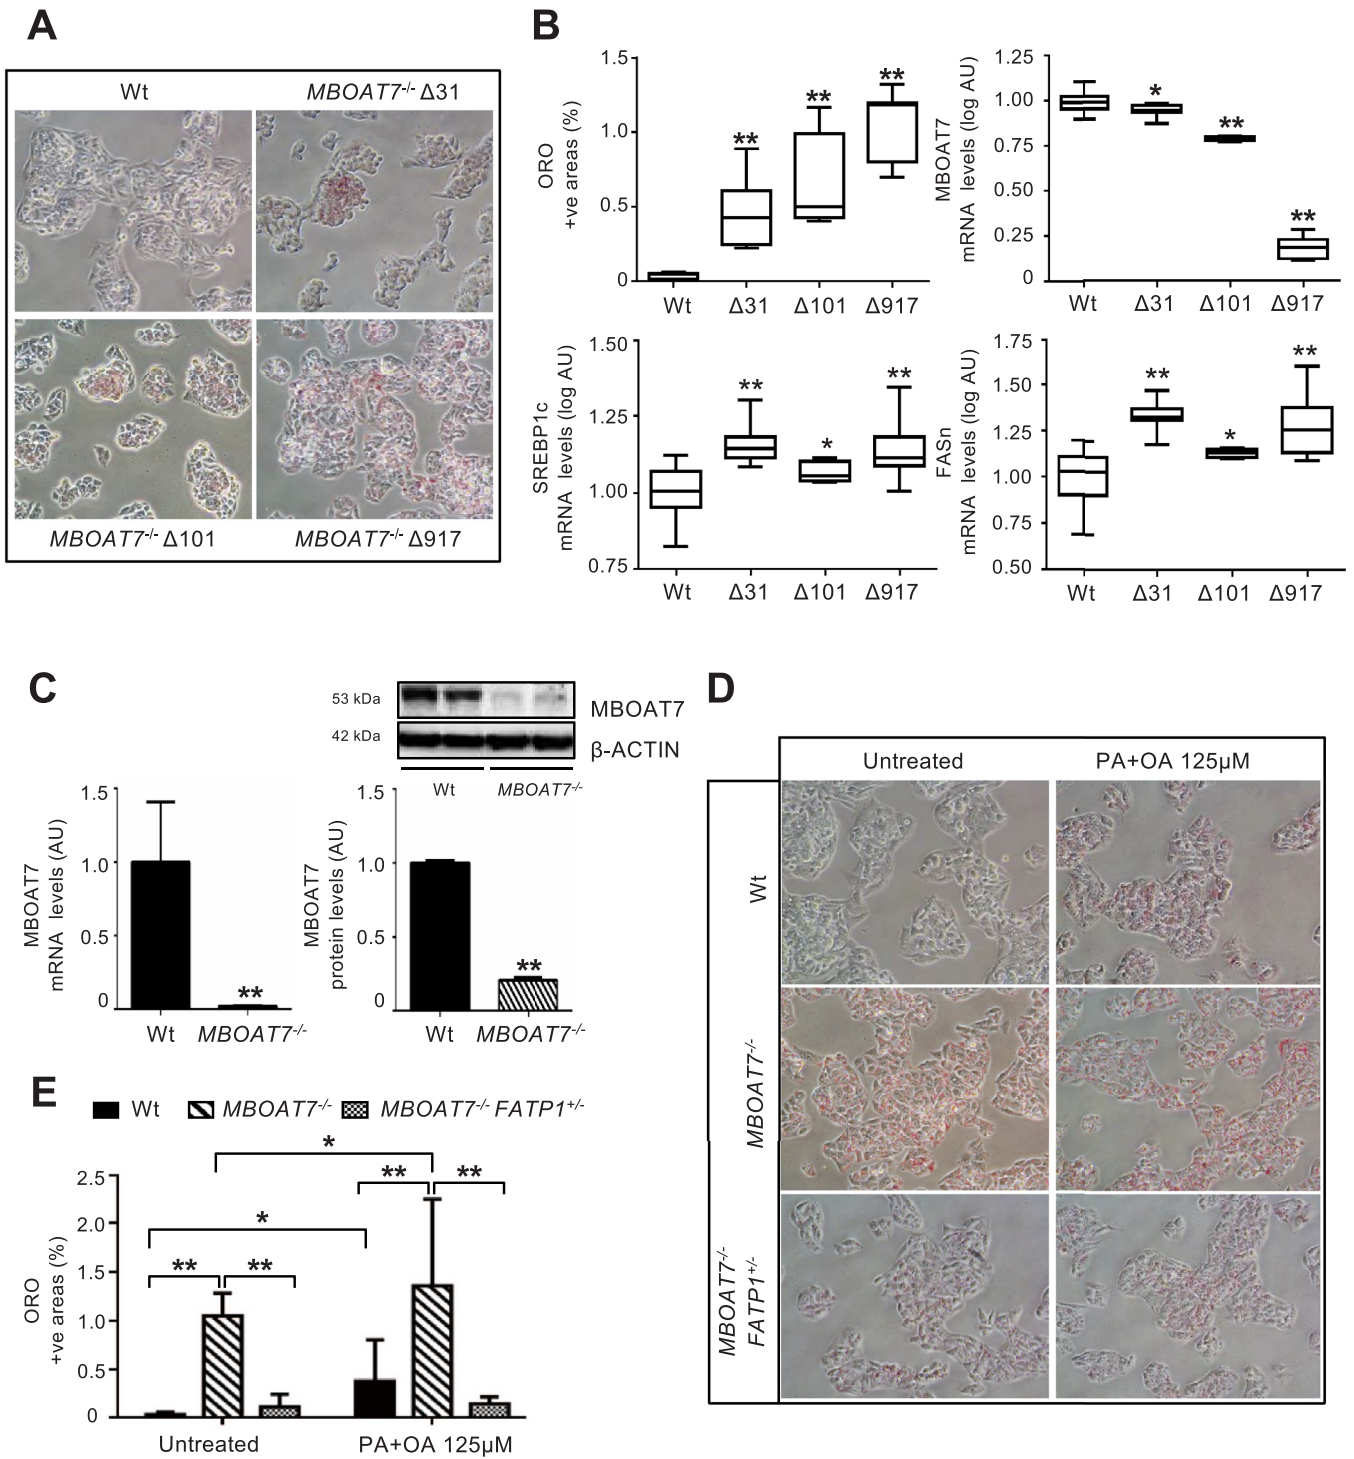 A
Wt
MBOAT7-/- Δ31
MBOAT7-/- Δ101
MBOAT7-/- Δ917
B
ORO
+ve areas (%)
1.5
1.0
0.5
0
**
**
**
Wt
Δ31
Δ101
Δ917
MBOAT7
mRNA levels (log AU)
1.25
1.00
0.75
0.50
0.25
0
*
**
**
Wt
Δ31
Δ101
Δ917
SREBP1c
mRNA levels (log AU)
1.50
1.25
1.00
0.75
**
*
**
Wt
Δ31
Δ101
Δ917
FASn
mRNA levels (log AU)
1.75
1.50
1.25
1.00
0.75
0.50
**
*
**
Wt
Δ31
Δ101
Δ917
C
53 kDa
MBOAT7
42 kDa
β-ACTIN
Wt
MBOAT7-/-
MBOAT7
mRNA levels (AU)
1.5
1.0
0.5
0
**
Wt
MBOAT7-/-
MBOAT7
protein levels (AU)
1.5
1.0
0.5
0
**
Wt
MBOAT7-/-
D
Untreated
PA+OA 125µM
Wt
MBOAT7-/-
MBOAT7-/-
FATP1+/-
E
Wt
MBOAT7-/-
MBOAT7-/- FATP1+/-
ORO
+ve areas (%)
2.5
2.0
1.5
1.0
0.5
0
*
**
**
*
**
**
Untreated
PA+OA 125µM